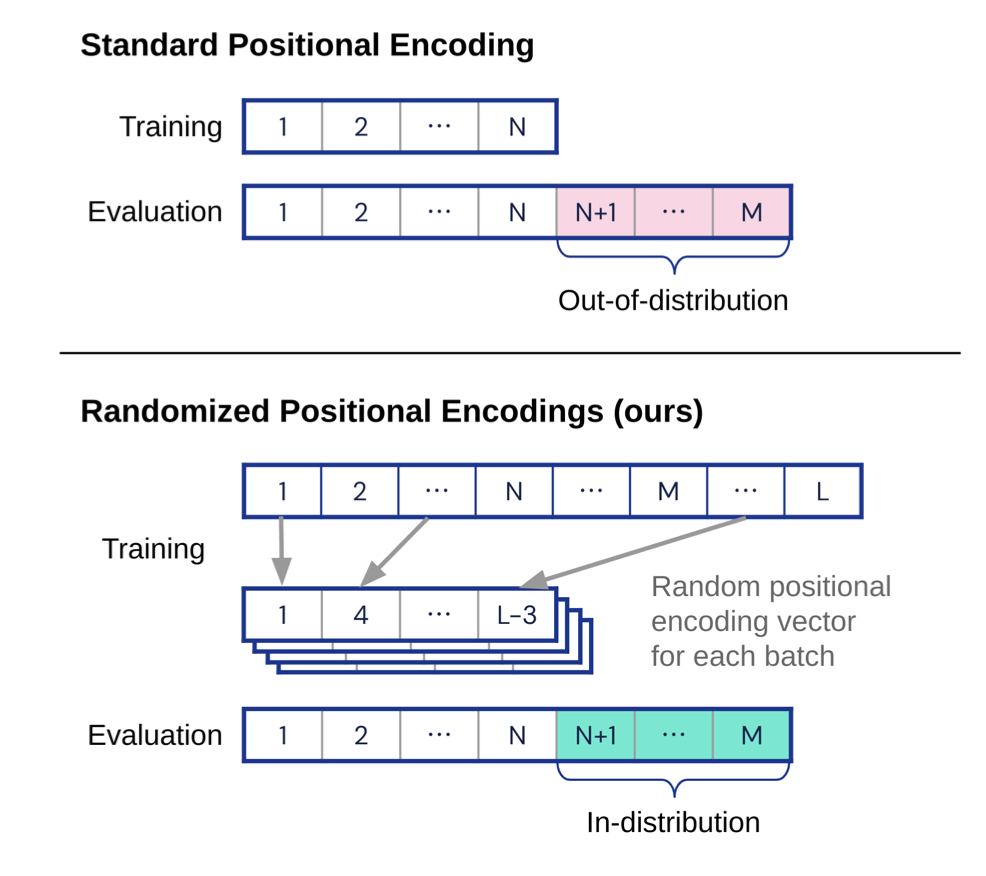 Standard Positional Encoding
Training 1 2 ··· N
Evaluation 1 2 ··· N N+1 ··· M
Out-of-distribution
Randomized Positional Encodings (ours)
1 2 ··· N ··· M ··· L
Training
1 4 ··· L−3
Random positional
encoding vector
for each batch
Evaluation 1 2 ··· N N+1 ··· M
In-distribution